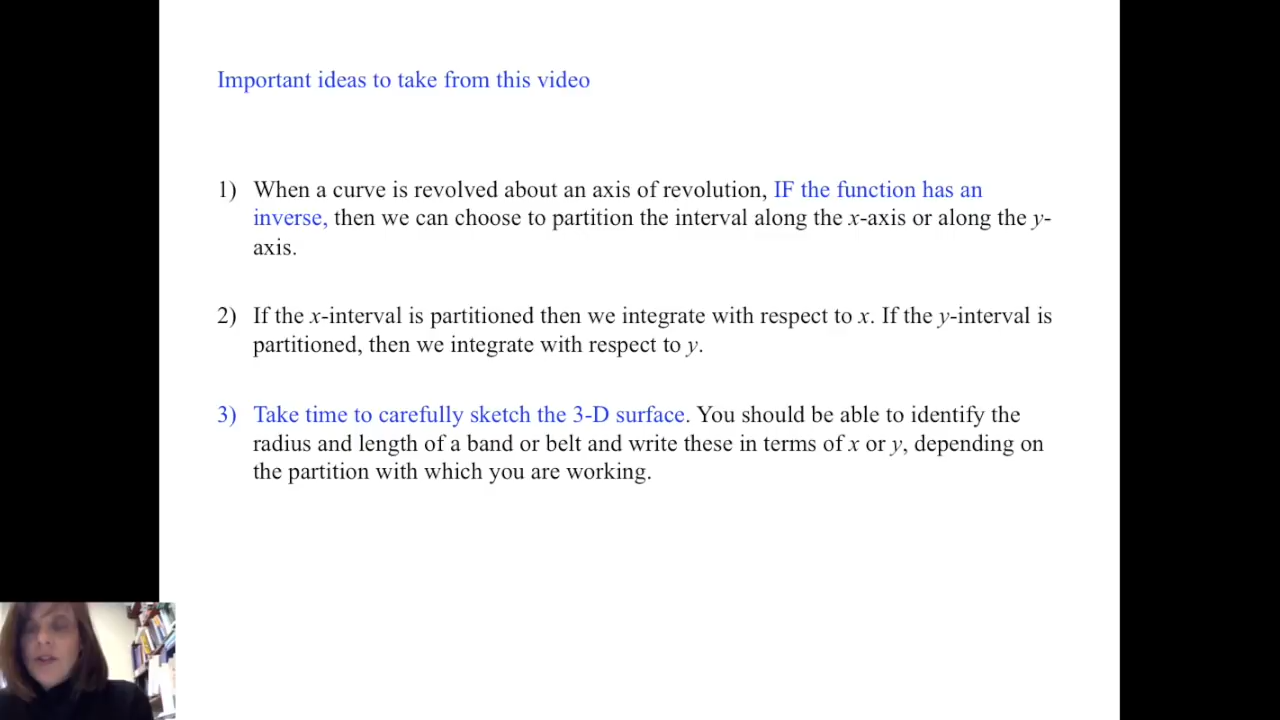 Important ideas to take from this video
1) When a curve is revolved about an axis of revolution, IF the function has an
inverse, then we can choose to partition the interval along the x-axis or along the y-
axis.
2) If the x-interval is partitioned then we integrate with respect to x. If the y-interval is
partitioned, then we integrate with respect to y.
3) Take time to carefully sketch the 3-D surface. You should be able to identify the
radius and length of a band or belt and write these in terms of x or y, depending on
the partition with which you are working.